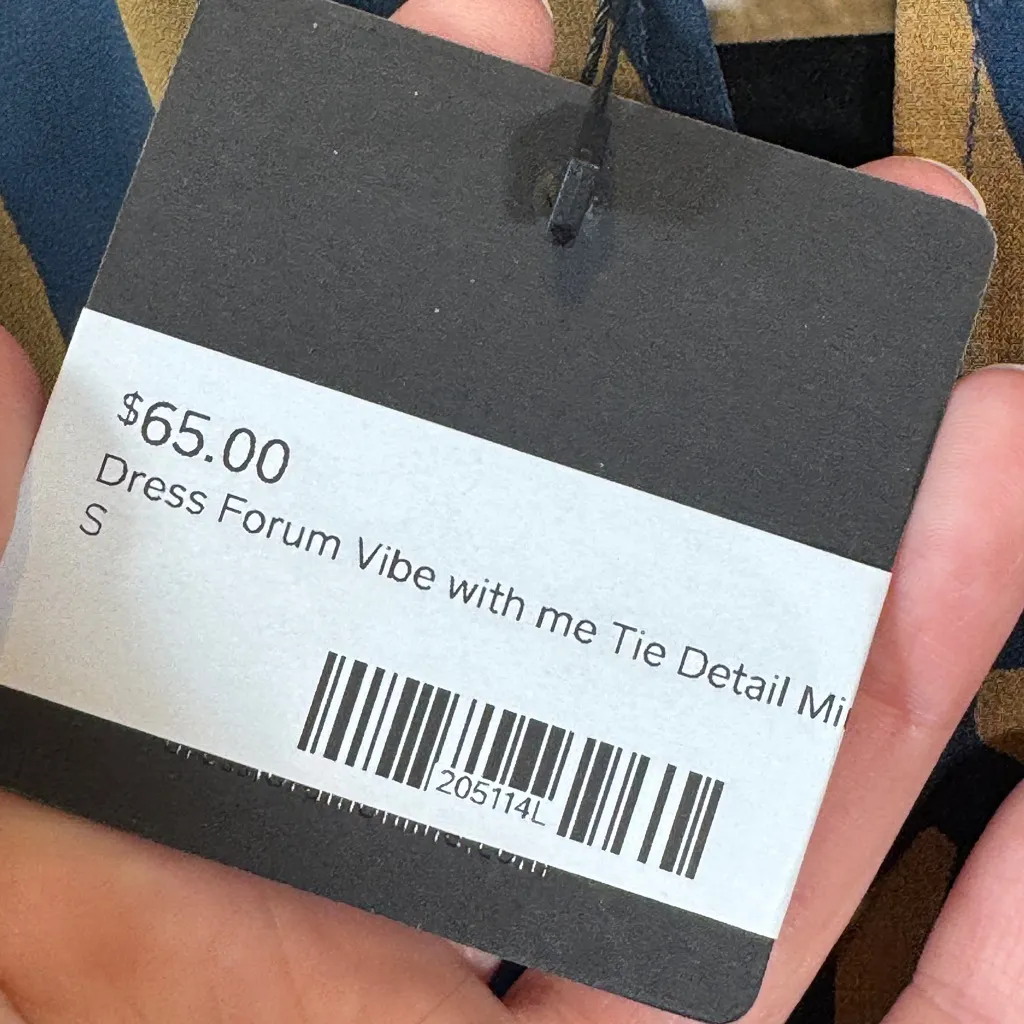 $65.00
Dress Forum Vibe with me Tie Detail Mi
S
205114L